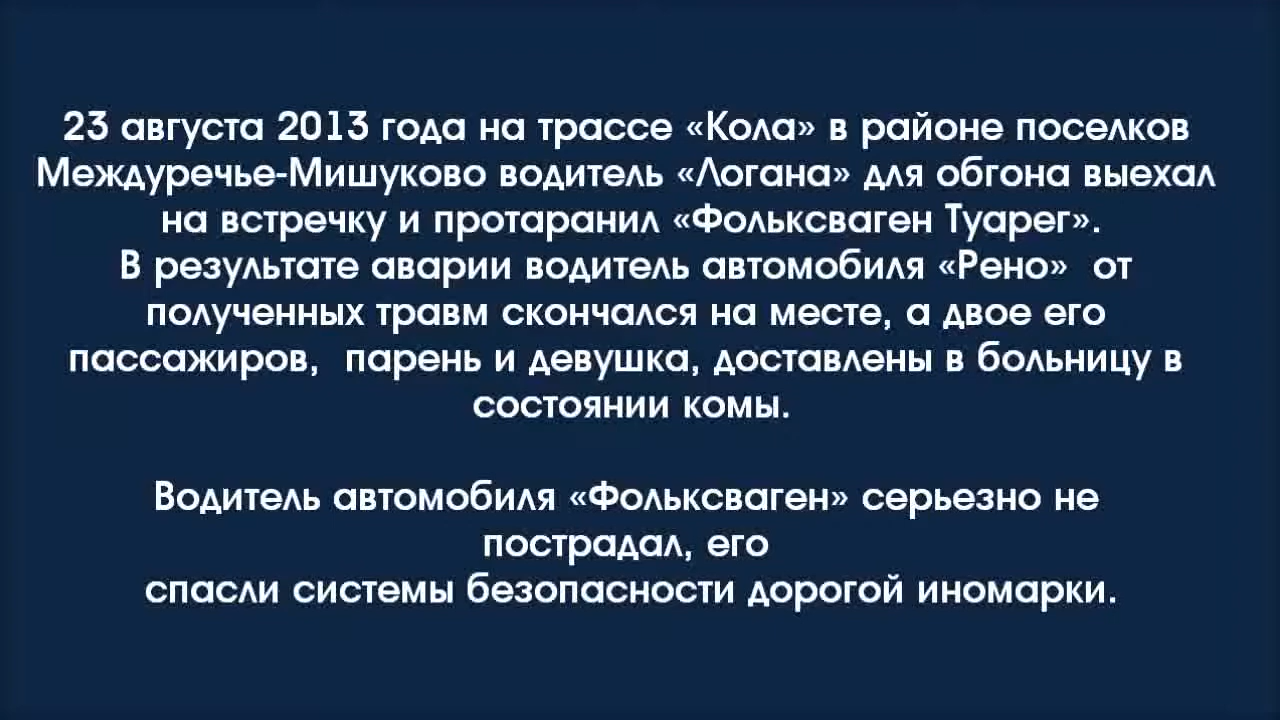 23 августа 2013 года на трассе «Кола» в районе поселков
Междуречье-Мишуково водитель «Логана» для обгона выехал
на встречку и протаранил «Фольксваген Туарег».
В результате аварии водитель автомобиля «Рено»  от
полученных травм скончался на месте, а двое его
пассажиров,  парень и девушка, доставлены в больницу в
состоянии комы.
Водитель автомобиля «Фольксваген» серьезно не
пострадал, его
спасли системы безопасности дорогой иномарки.